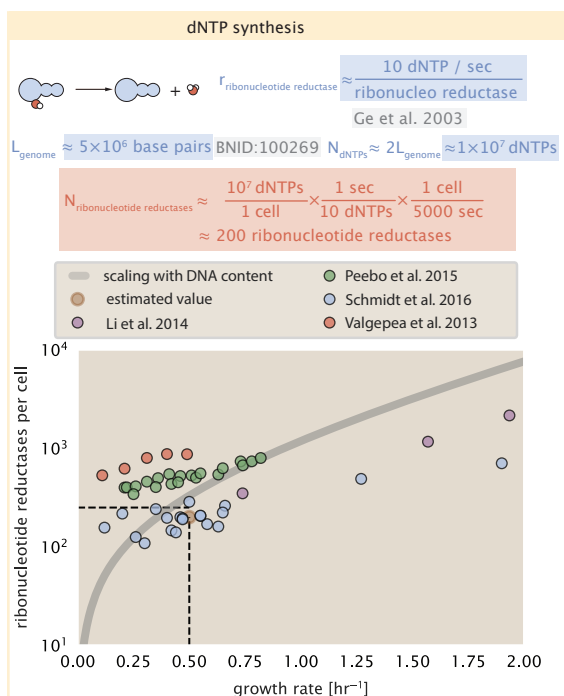 dNTP synthesis
r ribonucleotide reductase ≈ 10 dNTP / sec
ribonucleo reductase
Ge et al. 2003
L genome ≈ 5×10⁶ base pairs BNID:100269 N dNTPs ≈ 2L genome ≈ 1×10⁷ dNTPs
N ribonucleotide reductases ≈ 10⁷ dNTPs / 1 cell × 1 sec / 10 dNTPs × 1 cell / 5000 sec
≈ 200 ribonucleotide reductases
scaling with DNA content
estimated value
Li et al. 2014
Peebo et al. 2015
Schmidt et al. 2016
Valgepea et al. 2013
ribonucleotide reductases per cell
10⁴
10³
10²
10¹
0.00 0.25 0.50 0.75 1.00 1.25 1.50 1.75 2.00
growth rate [hr⁻¹]